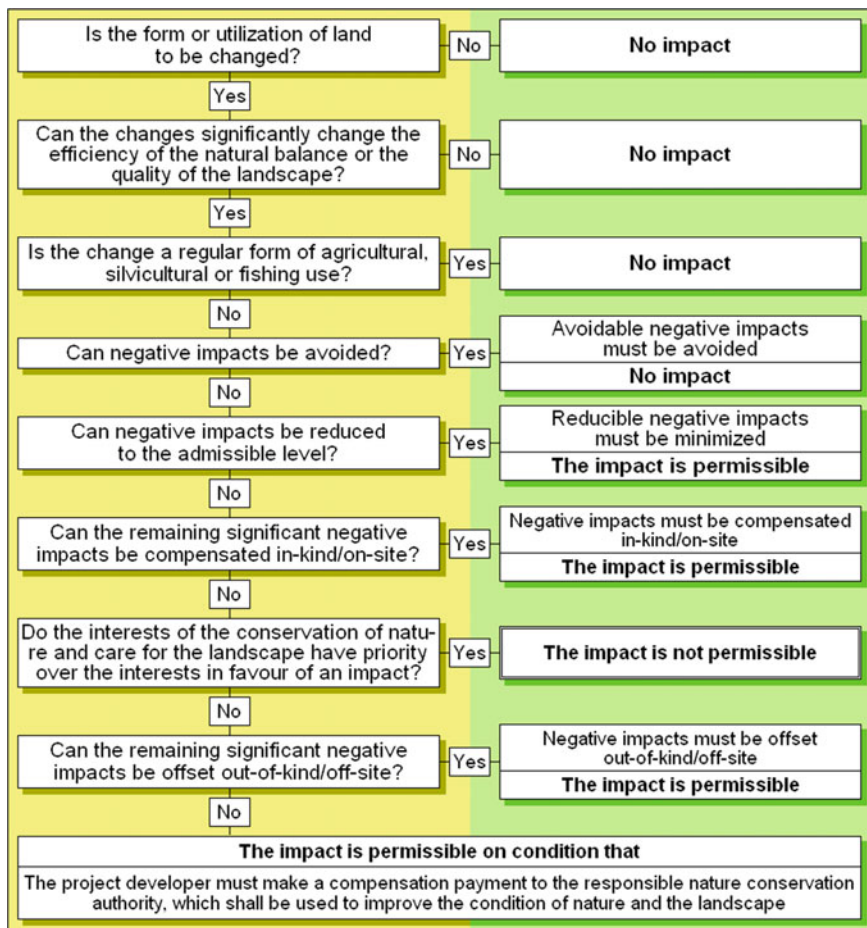 Is the form or utilization of land
to be changed?
No
No impact
Yes
Can the changes significantly change the
efficiency of the natural balance or the
quality of the landscape?
No
No impact
Yes
Is the change a regular form of agricultural,
silvicultural or fishing use?
Yes
No impact
No
Can negative impacts be avoided?
Yes
Avoidable negative impacts
must be avoided
No impact
No
Can negative impacts be reduced
to the admissible level?
Yes
Reducible negative impacts
must be minimized
The impact is permissible
No
Can the remaining significant negative
impacts be compensated in-kind/on-site?
Yes
Negative impacts must be compensated
in-kind/on-site
The impact is permissible
No
Do the interests of the conservation of natu-
re and care for the landscape have priority
over the interests in favour of an impact?
Yes
The impact is not permissible
No
Can the remaining significant negative
impacts be offset out-of-kind/off-site?
Yes
Negative impacts must be offset
out-of-kind/off-site
The impact is permissible
No
The impact is permissible on condition that
The project developer must make a compensation payment to the responsible nature conservation
authority, which shall be used to improve the condition of nature and the landscape